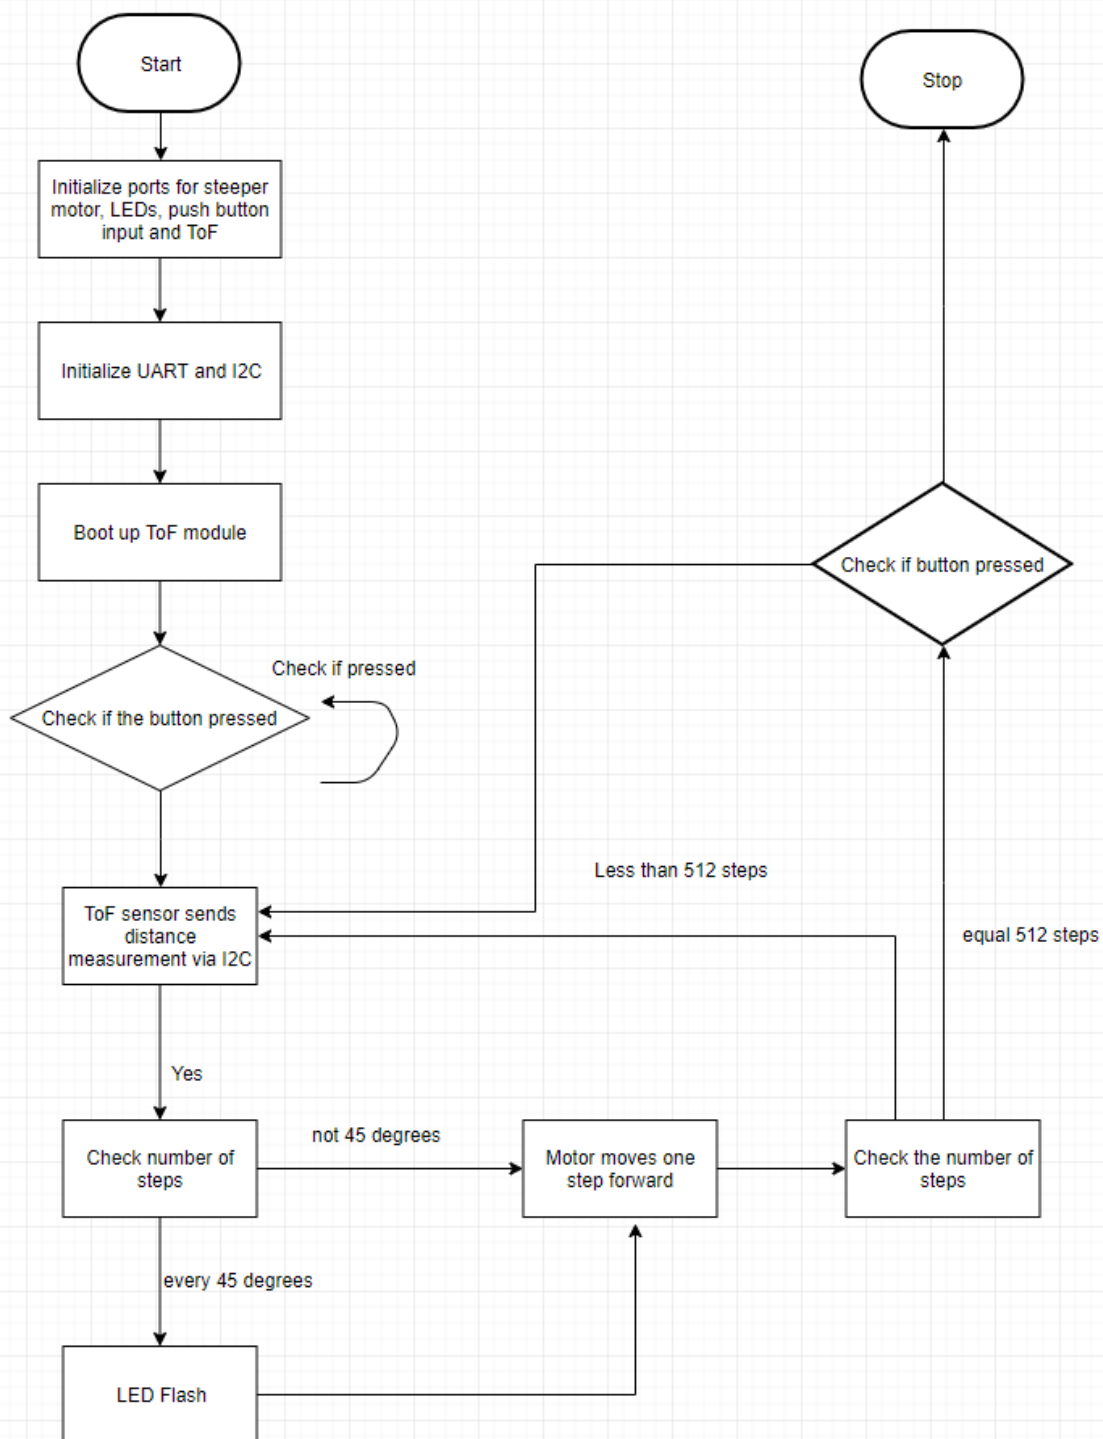 Start
Stop
Initialize ports for steeper
motor, LEDs, push button
input and ToF
Initialize UART and I2C
Boot up ToF module
Check if button pressed
Check if pressed
Check if the button pressed
Less than 512 steps
ToF sensor sends
distance
measurement via I2C
equal 512 steps
Yes
not 45 degrees
Check number of
steps
Motor moves one
step forward
Check the number of
steps
every 45 degrees
LED Flash